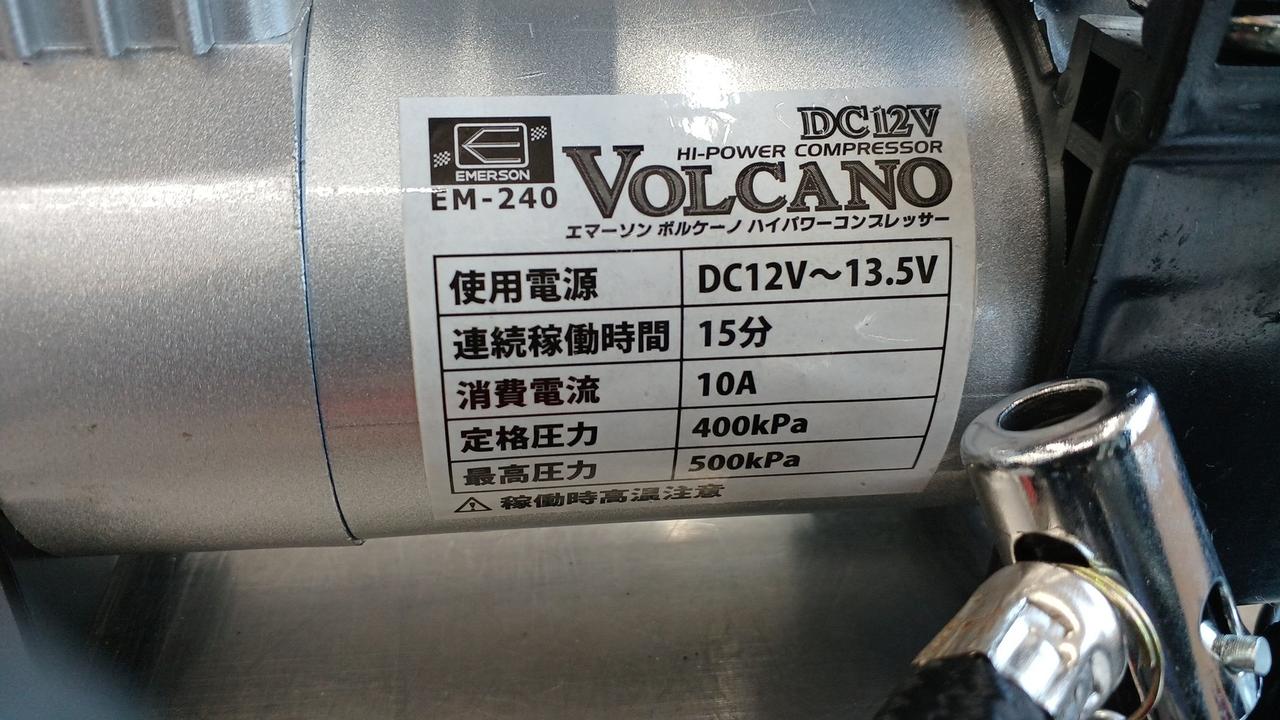 EMERSON
EM-240
DC12V
HI-POWER COMPRESSOR
VOLCANO
エマーソン ボルケーノ ハイパワーコンプレッサー
使用電源 DC12V～13.5V
連続稼働時間 15分
消費電流 10A
定格圧力 400kPa
最高圧力 500kPa
⚠ 稼働時高温注意